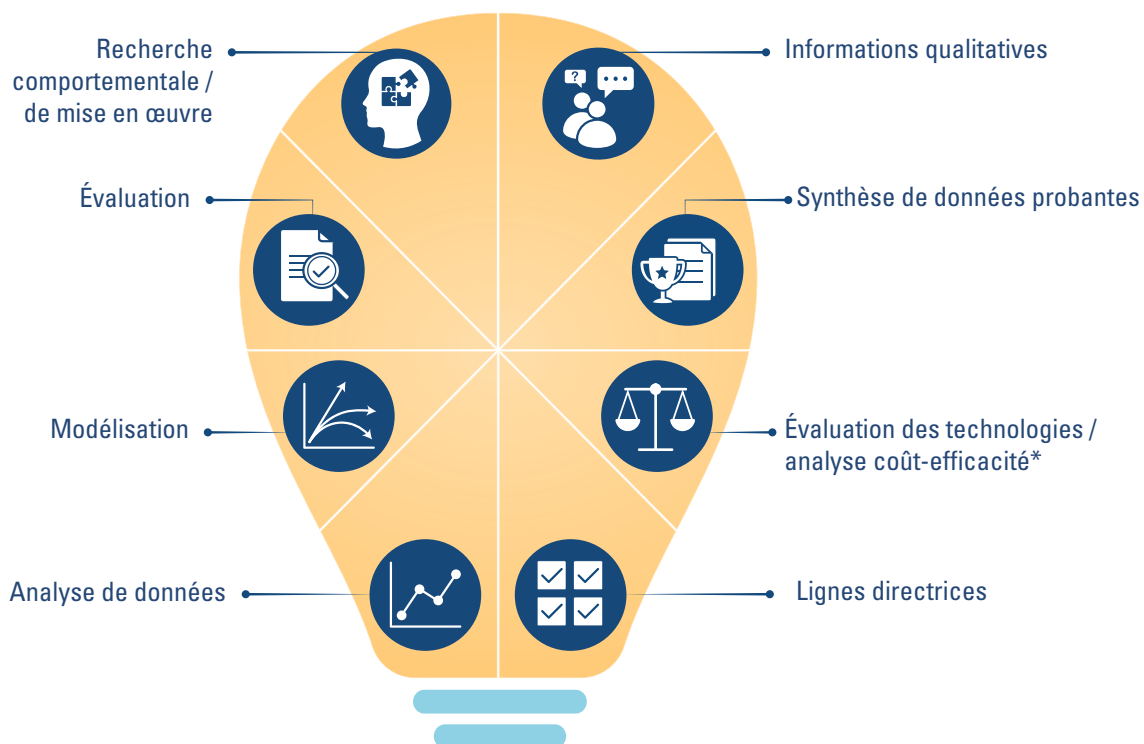 Recherche
comportementale /
de mise en œuvre
Informations qualitatives
?
Évaluation
Synthèse de données probantes
Modélisation
Évaluation des technologies /
analyse coût-efficacité*
Analyse de données
Lignes directrices